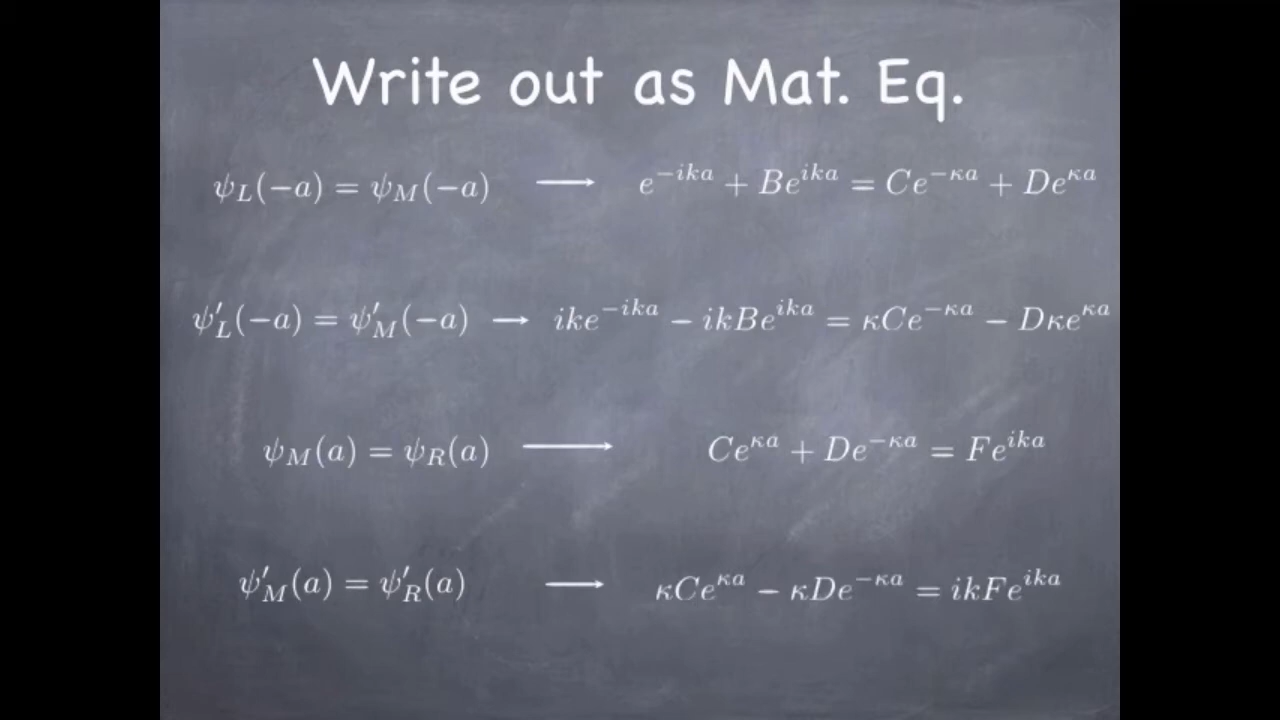 Write out as Mat. Eq.
ψ_L(−a) = ψ_M(−a) ⟶ e^{−ika} + Be^{ika} = Ce^{−κa} + De^{κa}
ψ′_L(−a) = ψ′_M(−a) ⟶ ike^{−ika} − ikBe^{ika} = κCe^{−κa} − Dκe^{κa}
ψ_M(a) = ψ_R(a) ⟶ Ce^{κa} + De^{−κa} = Fe^{ika}
ψ′_M(a) = ψ′_R(a) ⟶ κCe^{κa} − κDe^{−κa} = ikFe^{ika}